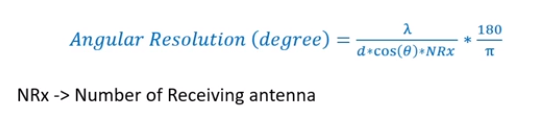 Angular Resolution (degree) = λ / (d*cos(θ)*NRx) * 180 / π
NRx -> Number of Receiving antenna